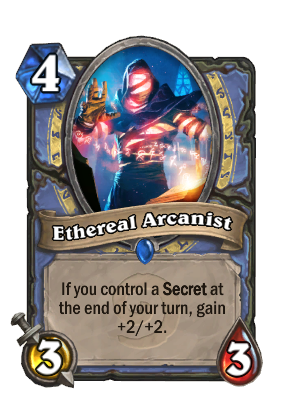 4
Ethereal Arcanist
If you control a Secret at
the end of your turn, gain
+2/+2.
3
3